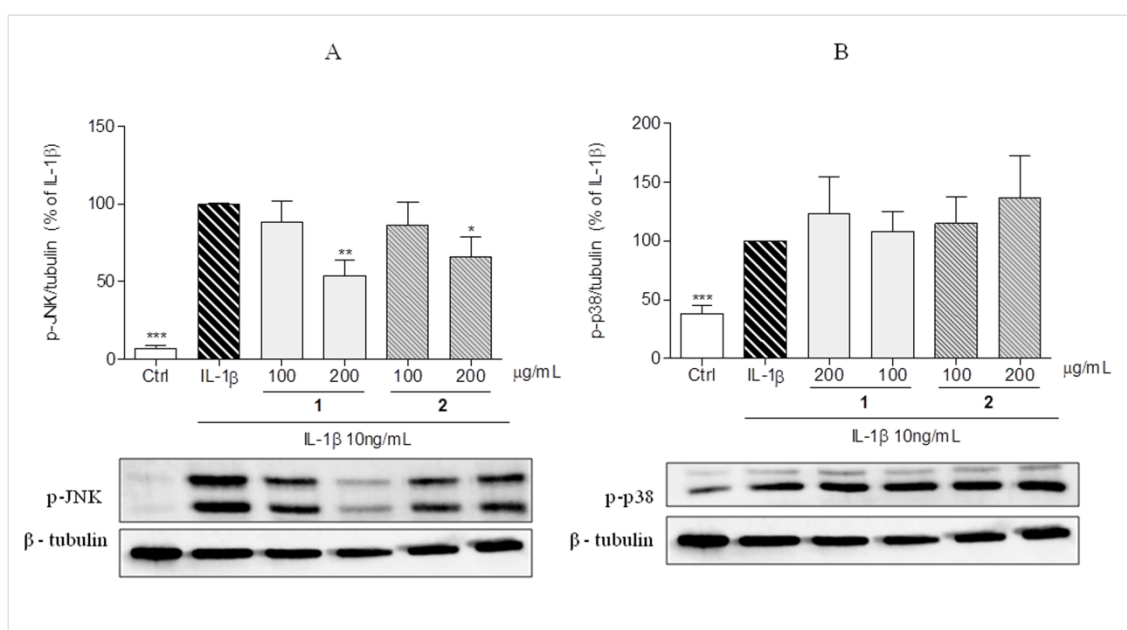 A
p-JNK/tubulin (% of IL-1β)
150
100
50
0
***
**
*
Ctrl IL-1β 100 200 100 200 μg/mL
1 2
IL-1β 10ng/mL
p-JNK
β - tubulin
B
p-p38/tubulin (% of IL-1β)
200
150
100
50
0
***
Ctrl IL-1β 200 100 100 200 μg/mL
1 2
IL-1β 10ng/mL
p-p38
β - tubulin